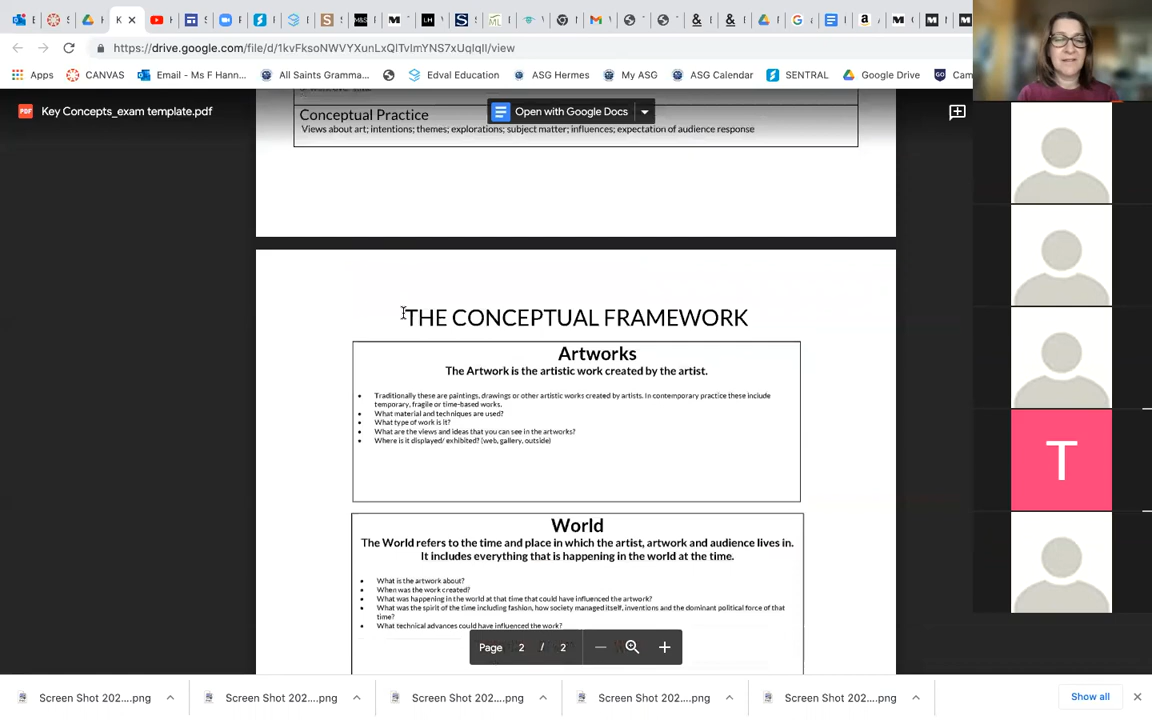 https://drive.google.com/file/d/1kvFksoNWVYXunLxQlTvlmYNS7xUqlqlI/view
Apps CANVAS Email - Ms F Hann... All Saints Gramma... Edval Education ASG Hermes My ASG ASG Calendar SENTRAL Google Drive Cam
PDF Key Concepts_exam template.pdf
Open with Google Docs
Conceptual Practice
Views about art; intentions; themes; explorations; subject matter; influences; expectation of audience response
THE CONCEPTUAL FRAMEWORK
Artworks
The Artwork is the artistic work created by the artist.
• Traditionally these are paintings, drawings or other artistic works created by artists. In contemporary practice these include
temporary, fragile or time-based works.
• What material and techniques are used?
• What type of work is it?
• What are the views and ideas that you can see in the artworks?
• Where is it displayed/ exhibited? (web, gallery, outside)
World
The World refers to the time and place in which the artist, artwork and audience lives in.
It includes everything that is happening in the world at the time.
• What is the artwork about?
• When was the work created?
• What was happening in the world at that time that could have influenced the artwork?
• What was the spirit of the time including fashion, how society managed itself, inventions and the dominant political force of that
time?
• What technical advances could have influenced the work?
Page 2 / 2
T
Screen Shot 202....png Screen Shot 202....png Screen Shot 202....png Screen Shot 202....png Screen Shot 202....png Show all